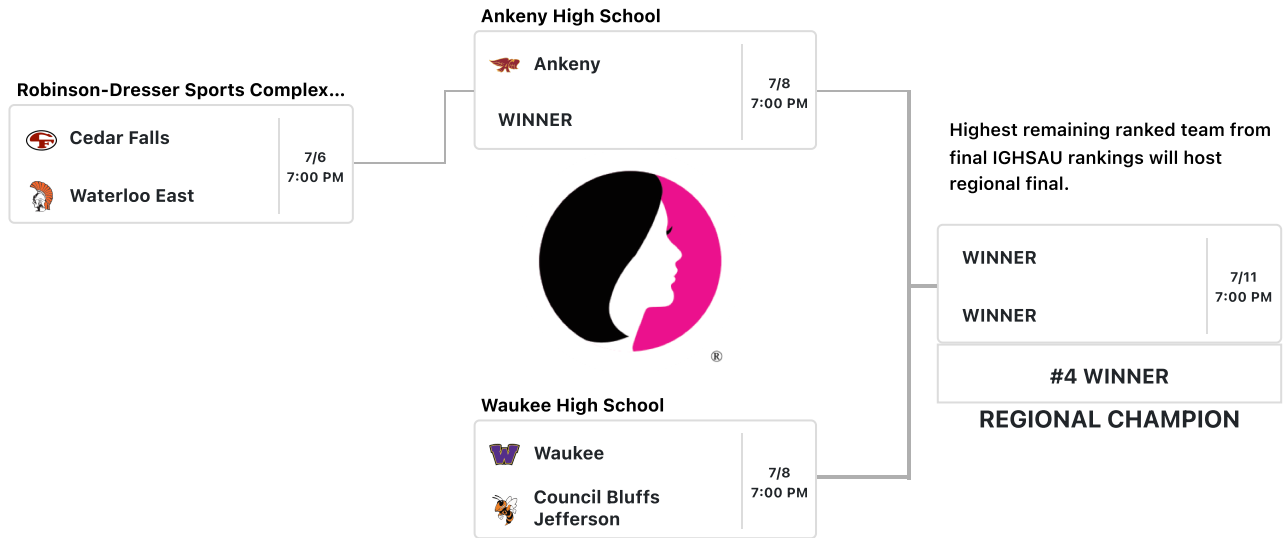 Ankeny High School
Ankeny
WINNER
7/8
7:00 PM
Robinson-Dresser Sports Complex...
Cedar Falls
Waterloo East
7/6
7:00 PM
Highest remaining ranked team from
final IGHSAU rankings will host
regional final.
WINNER
WINNER
7/11
7:00 PM
#4 WINNER
REGIONAL CHAMPION
®
Waukee High School
W
Waukee
Council Bluffs
Jefferson
7/8
7:00 PM